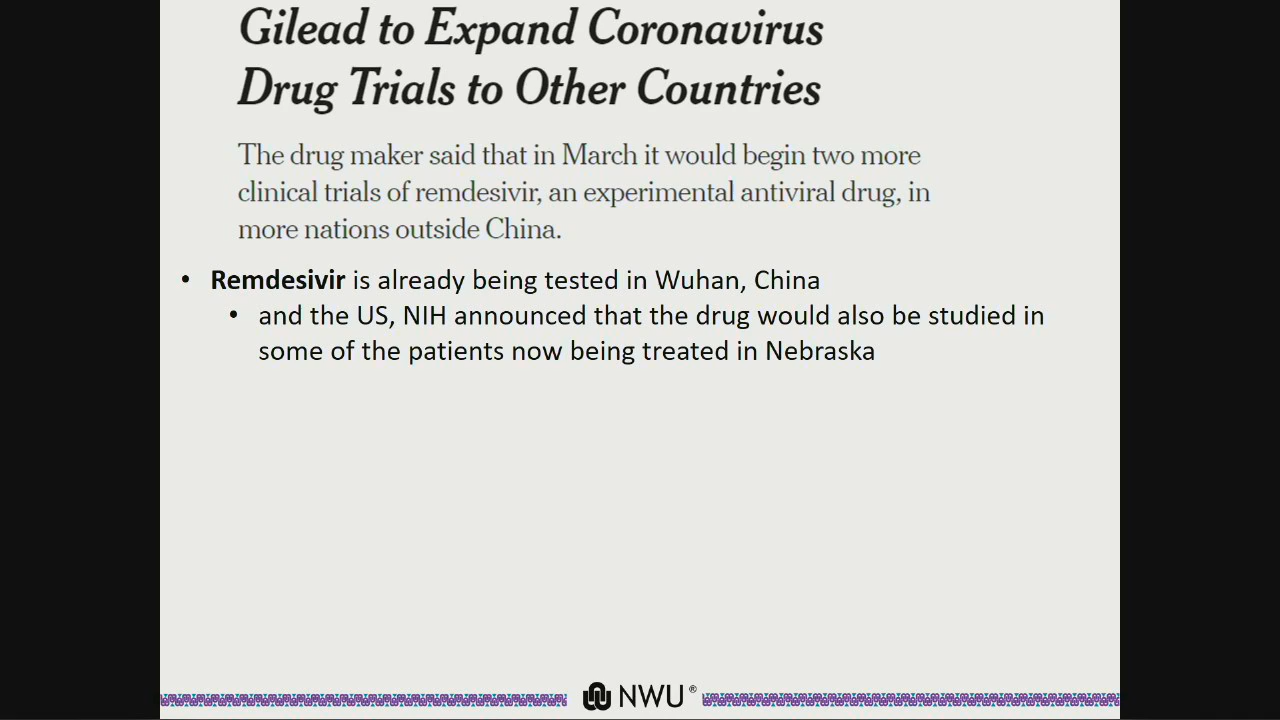 Gilead to Expand Coronavirus
Drug Trials to Other Countries
The drug maker said that in March it would begin two more
clinical trials of remdesivir, an experimental antiviral drug, in
more nations outside China.
• Remdesivir is already being tested in Wuhan, China
• and the US, NIH announced that the drug would also be studied in
some of the patients now being treated in Nebraska
NWU®